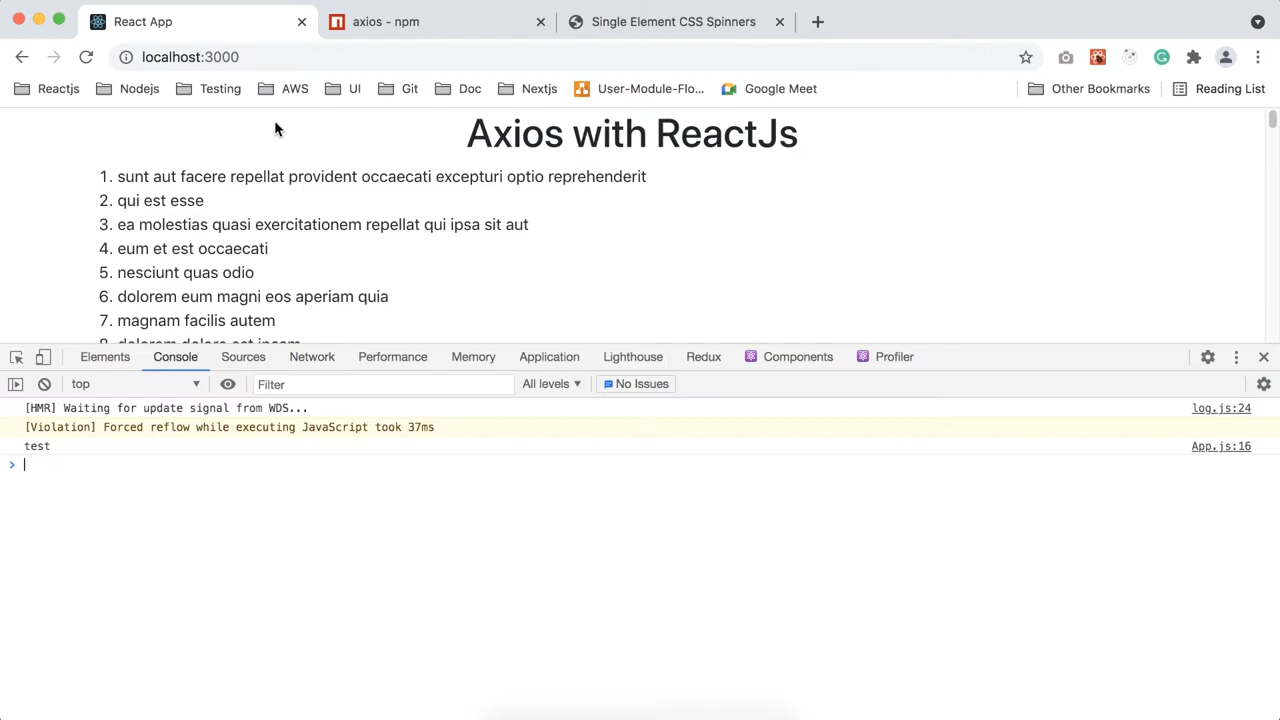 React App
axios - npm
Single Element CSS Spinners
localhost:3000
Reactjs
Nodejs
Testing
AWS
UI
Git
Doc
Nextjs
User-Module-Flo...
Google Meet
Other Bookmarks
Reading List
Axios with ReactJs
1. sunt aut facere repellat provident occaecati excepturi optio reprehenderit
2. qui est esse
3. ea molestias quasi exercitationem repellat qui ipsa sit aut
4. eum et est occaecati
5. nesciunt quas odio
6. dolorem eum magni eos aperiam quia
7. magnam facilis autem
8. dolorem dolore est ipsam
Elements
Console
Sources
Network
Performance
Memory
Application
Lighthouse
Redux
Components
Profiler
top
Filter
All levels
No Issues
[HMR] Waiting for update signal from WDS...
log.js:24
[Violation] Forced reflow while executing JavaScript took 37ms
test
App.js:16